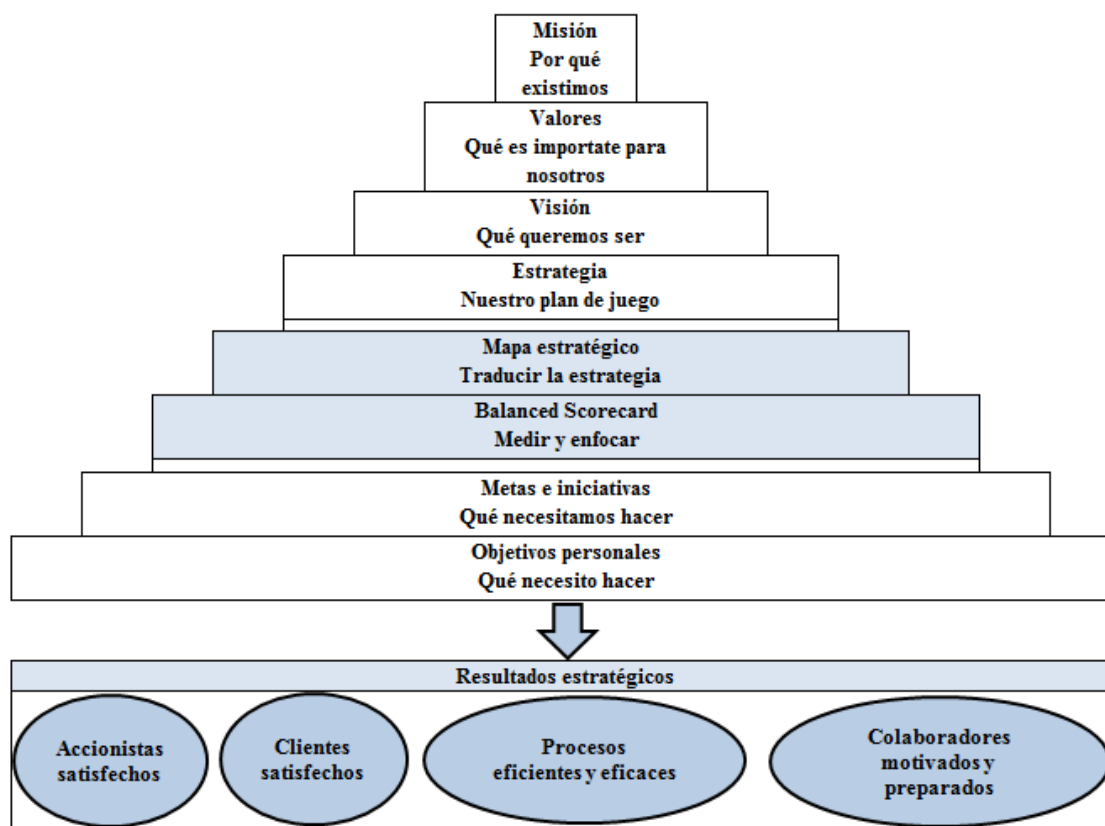 Misión
Por qué
existimos
Valores
Qué es importate para
nosotros
Visión
Qué queremos ser
Estrategia
Nuestro plan de juego
Mapa estratégico
Traducir la estrategia
Balanced Scorecard
Medir y enfocar
Metas e iniciativas
Qué necesitamos hacer
Objetivos personales
Qué necesito hacer
Resultados estratégicos
Accionistas
satisfechos
Clientes
satisfechos
Procesos
eficientes y eficaces
Colaboradores
motivados y
preparados